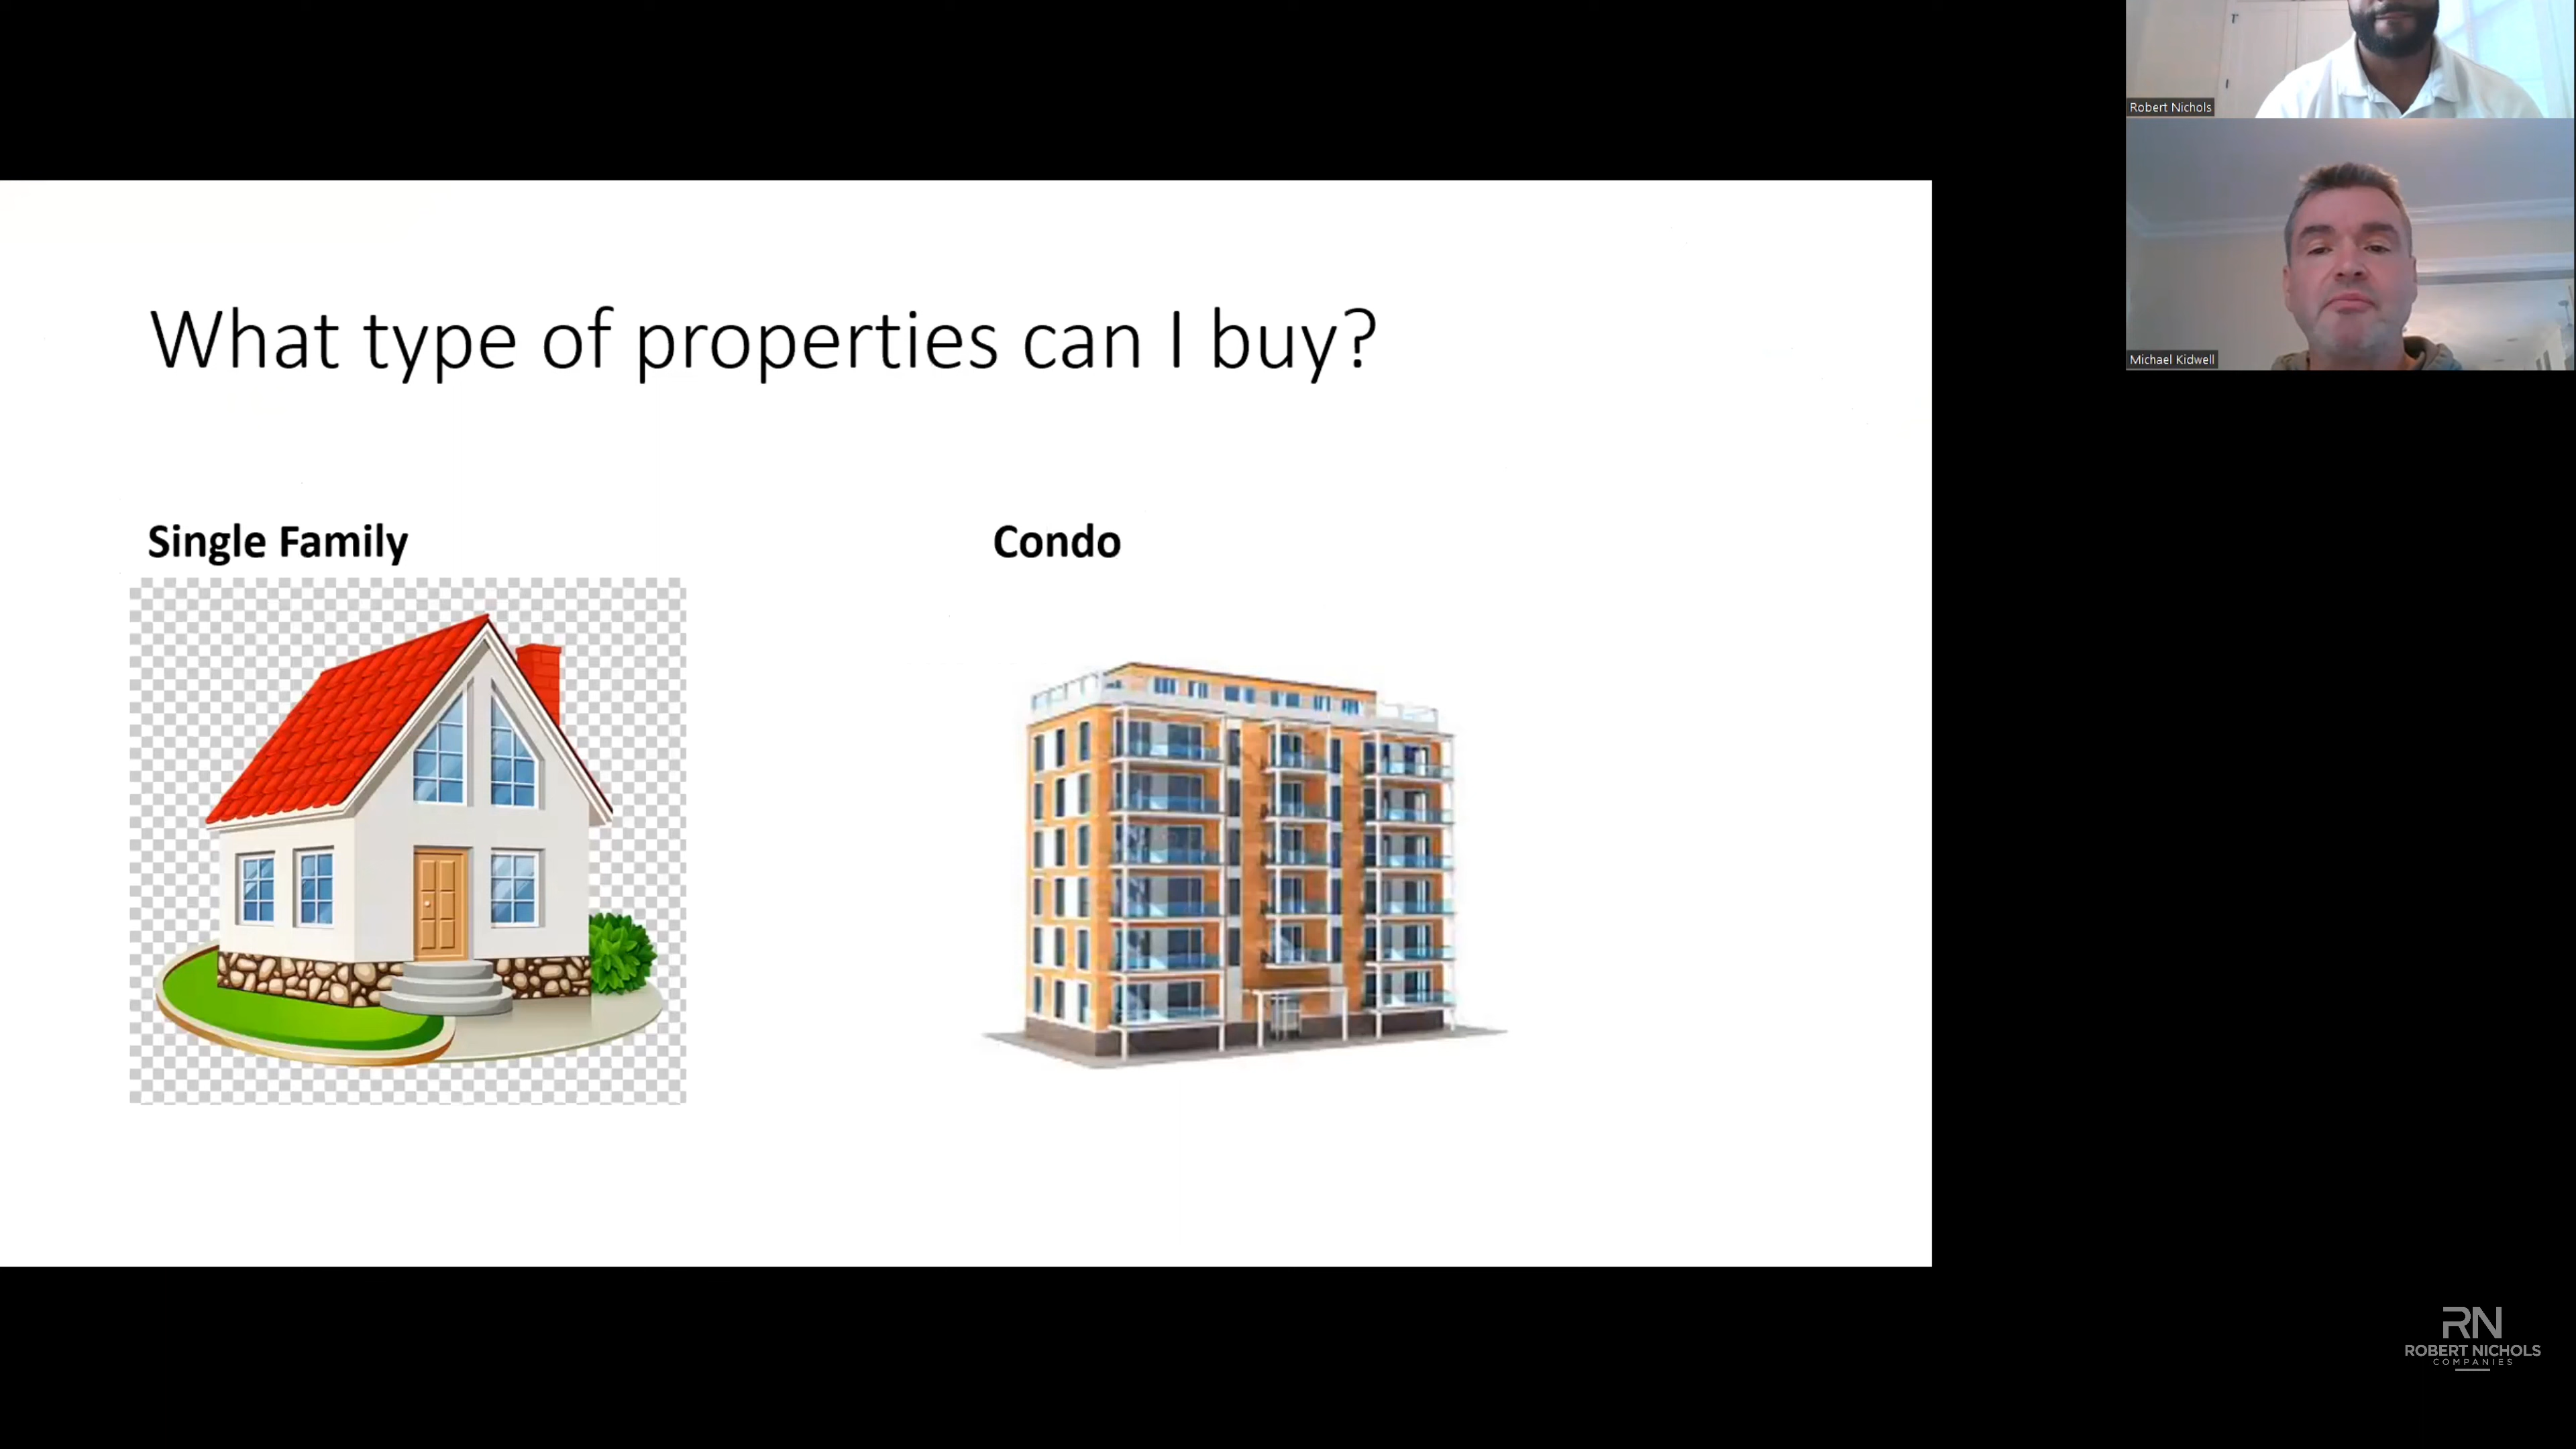 Robert Nichols
Michael Kidwell
What type of properties can I buy?
Single Family
Condo
RN
ROBERT NICHOLS
COMPANIES